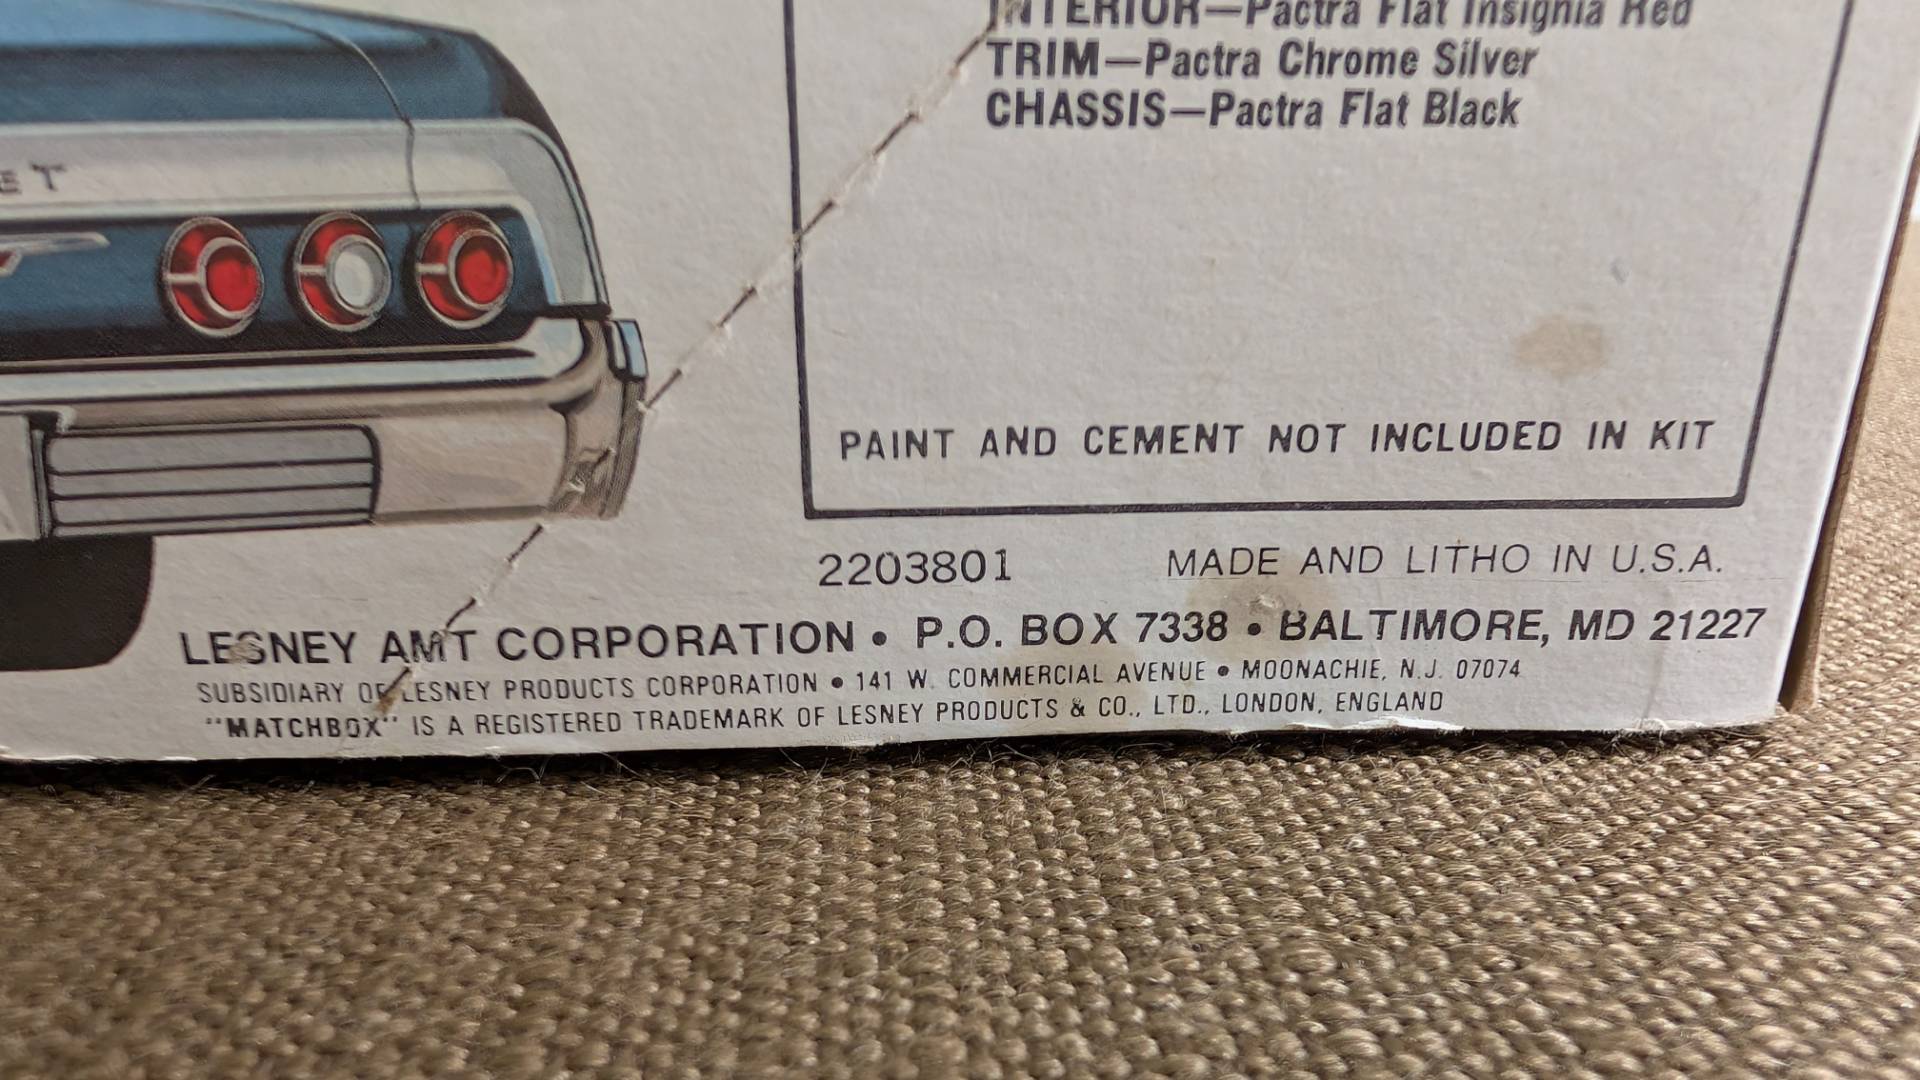 ET
INTERIOR—Pactra Flat Insignia Red
TRIM—Pactra Chrome Silver
CHASSIS—Pactra Flat Black
PAINT AND CEMENT NOT INCLUDED IN KIT
2203801 MADE AND LITHO IN U.S.A.
LESNEY AMT CORPORATION • P.O. BOX 7338 • BALTIMORE, MD 21227
SUBSIDIARY OF LESNEY PRODUCTS CORPORATION • 141 W. COMMERCIAL AVENUE • MOONACHIE, N.J. 07074
"MATCHBOX" IS A REGISTERED TRADEMARK OF LESNEY PRODUCTS & CO., LTD., LONDON, ENGLAND